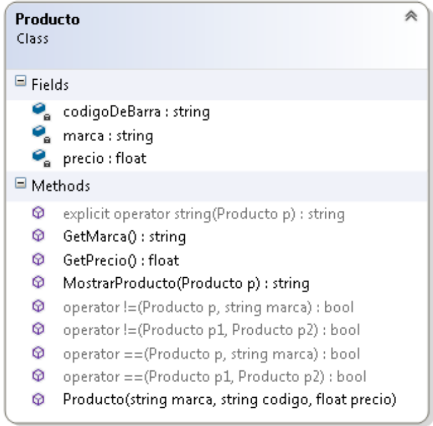 Producto
Class
Fields
codigoDeBarra : string
marca : string
precio : float
Methods
explicit operator string(Producto p) : string
GetMarca() : string
GetPrecio() : float
MostrarProducto(Producto p) : string
operator !=(Producto p, string marca) : bool
operator !=(Producto p1, Producto p2) : bool
operator ==(Producto p, string marca) : bool
operator ==(Producto p1, Producto p2) : bool
Producto(string marca, string codigo, float precio)